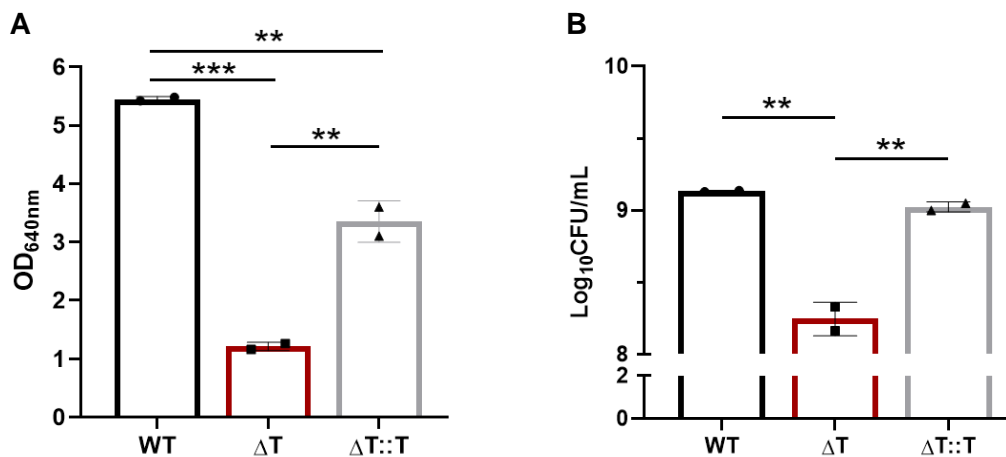 A
**
***
**
6
5
4
3
2
1
0
OD640nm
WT ΔT ΔT::T
B
**
**
10
9
8
2
0
Log10CFU/mL
WT ΔT ΔT::T